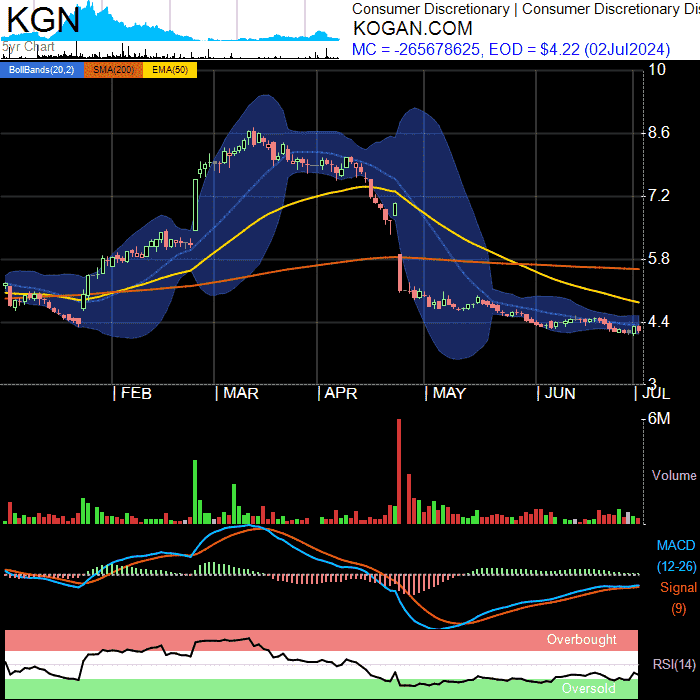 KGN
5yr Chart
Consumer Discretionary | Consumer Discretionary Dis
KOGAN.COM
MC = -265678625, EOD = $4.22 (02Jul2024)
BollBands(20,2) SMA(200) EMA(50)
10
8.6
7.2
5.8
4.4
3
FEB MAR APR MAY JUN JUL
6M
Volume
MACD
(12-26)
Signal
(9)
Overbought
RSI(14)
Oversold